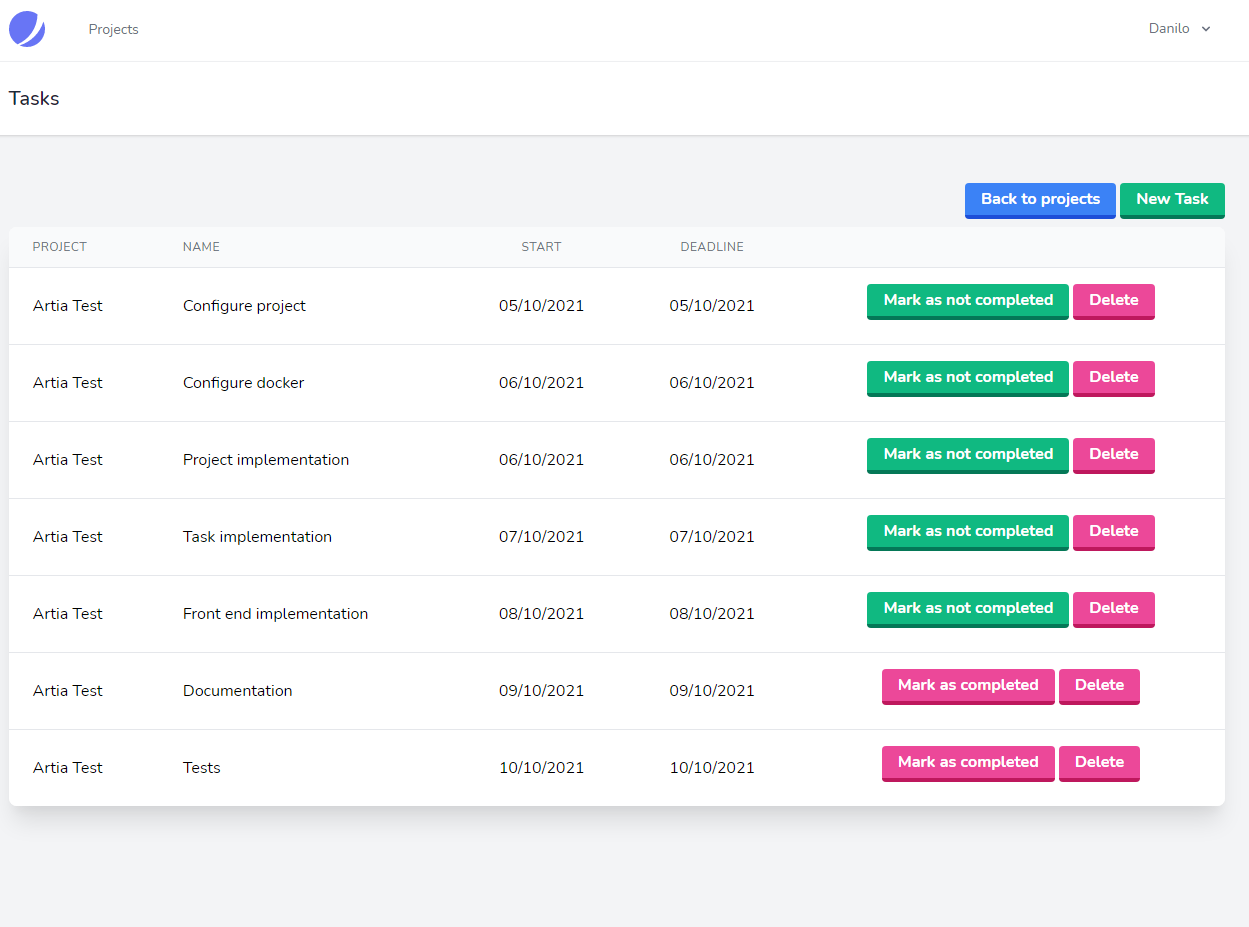 Projects Danilo
Tasks
Back to projects New Task
PROJECT NAME START DEADLINE
Artia Test Configure project 05/10/2021 05/10/2021 Mark as not completed Delete
Artia Test Configure docker 06/10/2021 06/10/2021 Mark as not completed Delete
Artia Test Project implementation 06/10/2021 06/10/2021 Mark as not completed Delete
Artia Test Task implementation 07/10/2021 07/10/2021 Mark as not completed Delete
Artia Test Front end implementation 08/10/2021 08/10/2021 Mark as not completed Delete
Artia Test Documentation 09/10/2021 09/10/2021 Mark as completed Delete
Artia Test Tests 10/10/2021 10/10/2021 Mark as completed Delete